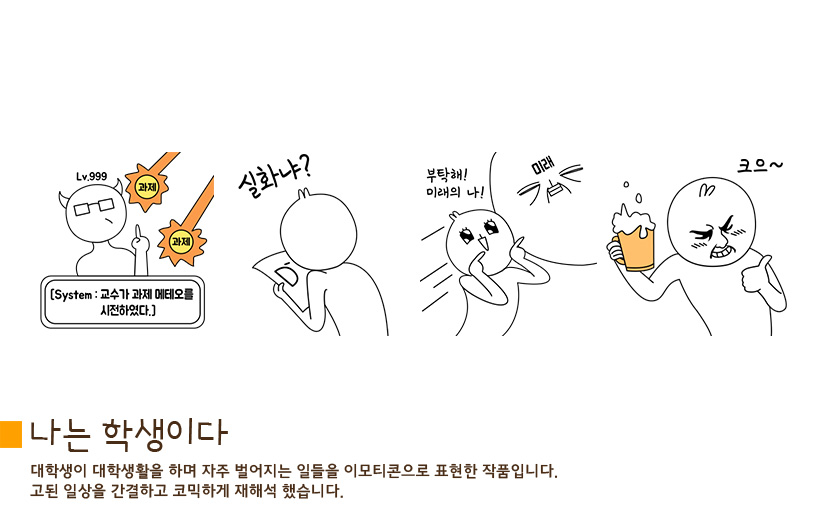 Lv.999
과제
과제
[System : 교수가 과제 메테오를
시전하였다.]
실화냐?
D
부탁해!
미래의 나!
미래
크으~
나는 학생이다
대학생이 대학생활을 하며 자주 벌어지는 일들을 이모티콘으로 표현한 작품입니다.
고된 일상을 간결하고 코믹하게 재해석 했습니다.